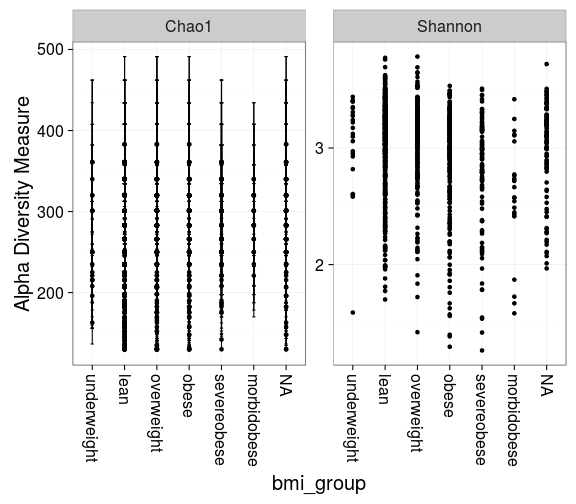 Chao1
Shannon
Alpha Diversity Measure
500
400
300
200
3
2
underweight
lean
overweight
obese
severeobese
morbidobese
NA
underweight
lean
overweight
obese
severeobese
morbidobese
NA
bmi_group